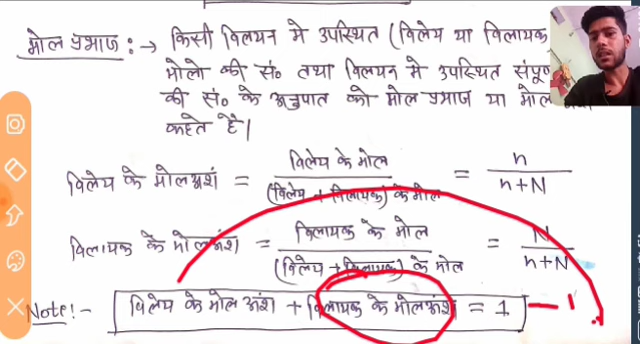 मोल प्रभाज :→ किसी विलयन मे उपस्थित (विलेय या विलायक
मोलो की सं० तथा विलयन मे उपस्थित संपूर्ण
की सं० के अनुपात को मोल प्रभाज या मोल
कहते है।
विलेय के मोल अंश = विलेय के मोल / (विलेय + विलायक) के मोल = n / n+N
विलायक के मोलअंश = विलायक के मोल / (विलेय + विलायक) के मोल = N / n+N
Note:- विलेय के मोल अंश + विलायक के मोलअंश = 1 — 1